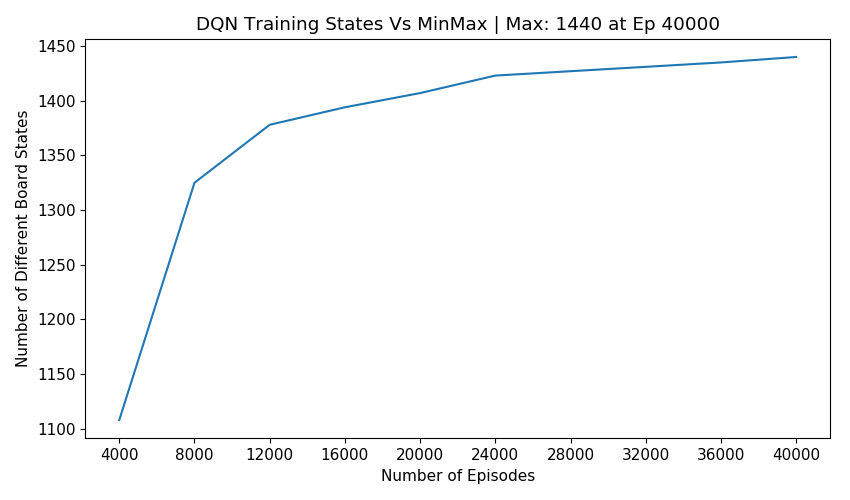 DQN Training States Vs MinMax | Max: 1440 at Ep 40000
Number of Different Board States
1450
1400
1350
1300
1250
1200
1150
1100
4000 8000 12000 16000 20000 24000 28000 32000 36000 40000
Number of Episodes